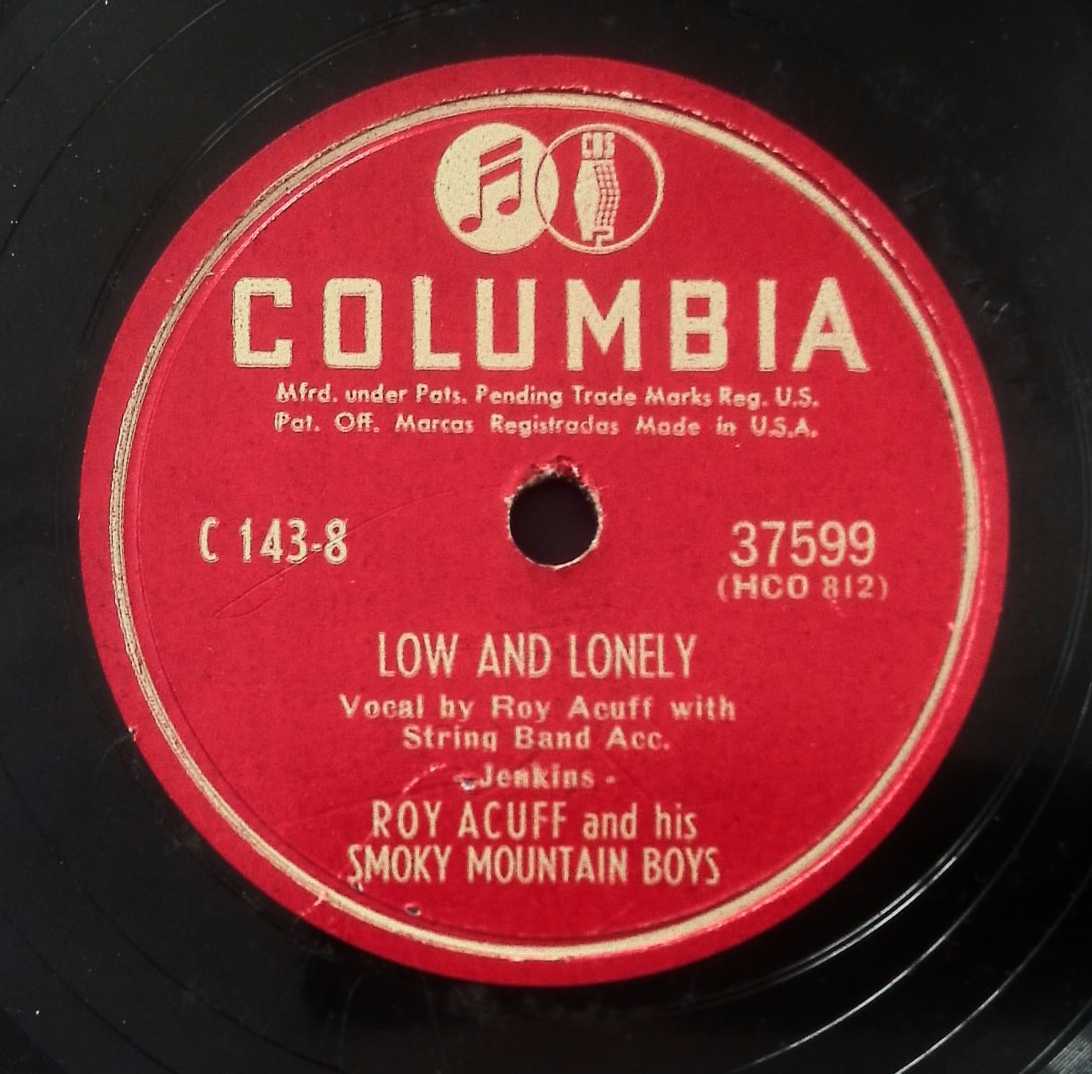 CBS
COLUMBIA
Mfrd. under Pats. Pending Trade Marks Reg. U.S.
Pat. Off. Marcas Registradas Made in U.S.A.
C 143-8
37599
(HCO 812)
LOW AND LONELY
Vocal by Roy Acuff with
String Band Acc.
- Jenkins -
ROY ACUFF and his
SMOKY MOUNTAIN BOYS